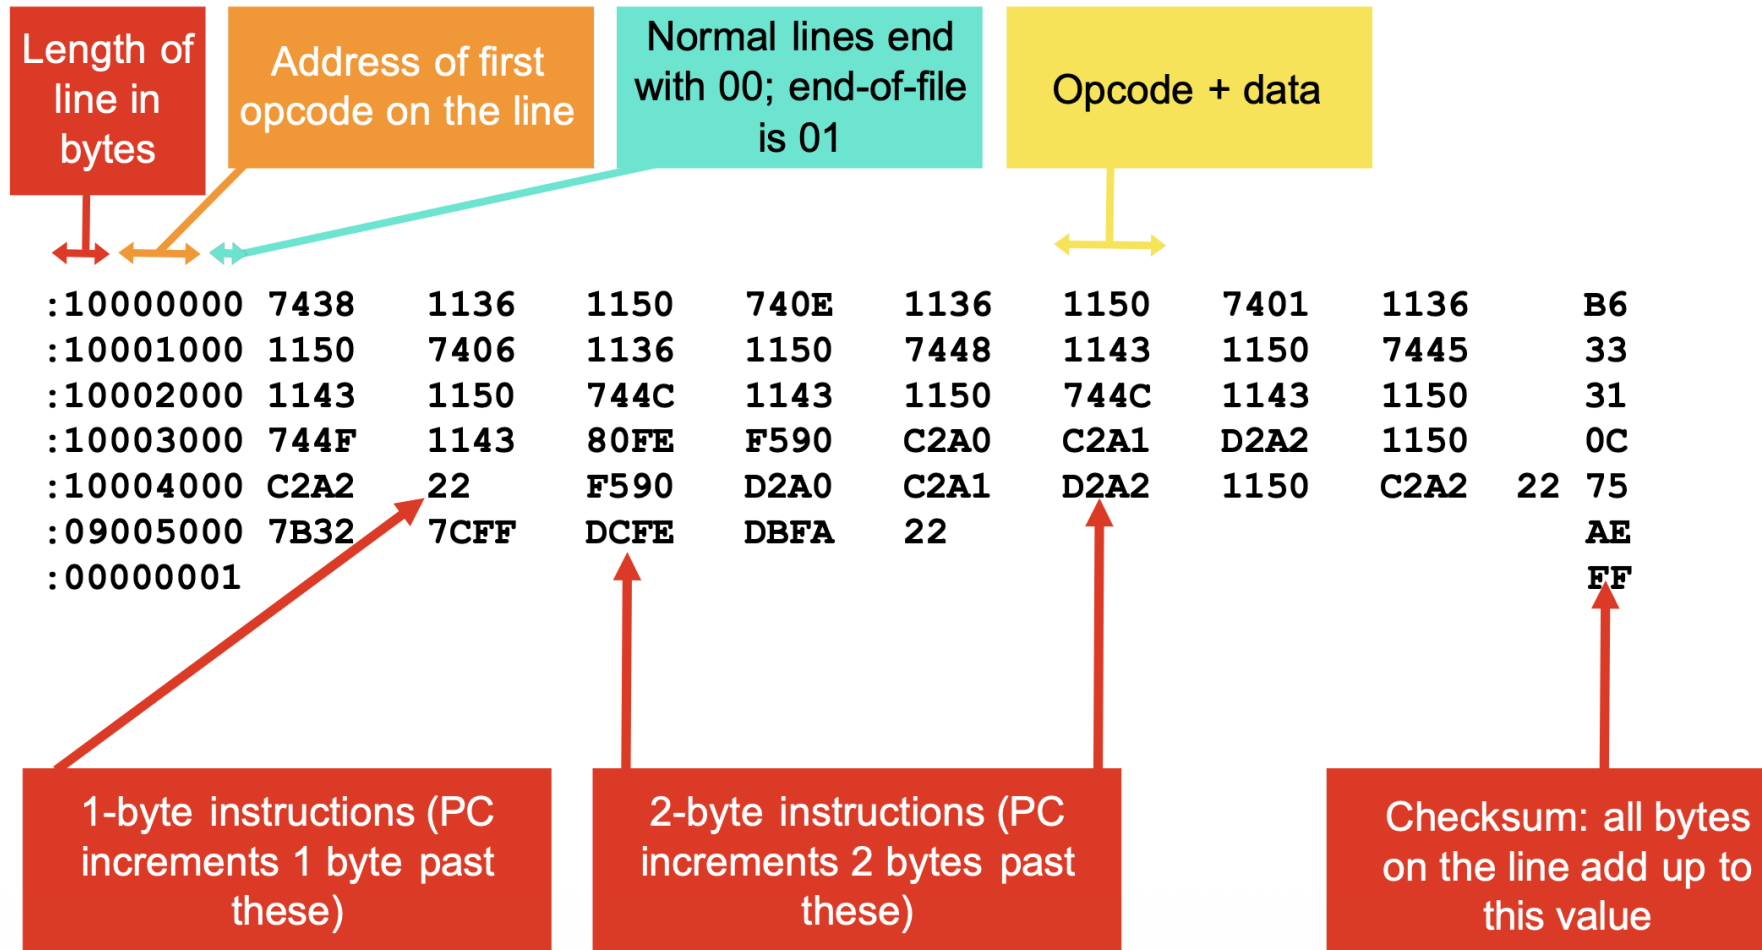 Length of
line in
bytes
Address of first
opcode on the line
Normal lines end
with 00; end-of-file
is 01
Opcode + data
:10000000 7438 1136 1150 740E 1136 1150 7401 1136 B6
:10001000 1150 7406 1136 1150 7448 1143 1150 7445 33
:10002000 1143 1150 744C 1143 1150 744C 1143 1150 31
:10003000 744F 1143 80FE F590 C2A0 C2A1 D2A2 1150 0C
:10004000 C2A2 22 F590 D2A0 C2A1 D2A2 1150 C2A2 22 75
:09005000 7B32 7CFF DCFE DBFA 22 AE
:00000001 FF
1-byte instructions (PC
increments 1 byte past
these)
2-byte instructions (PC
increments 2 bytes past
these)
Checksum: all bytes
on the line add up to
this value